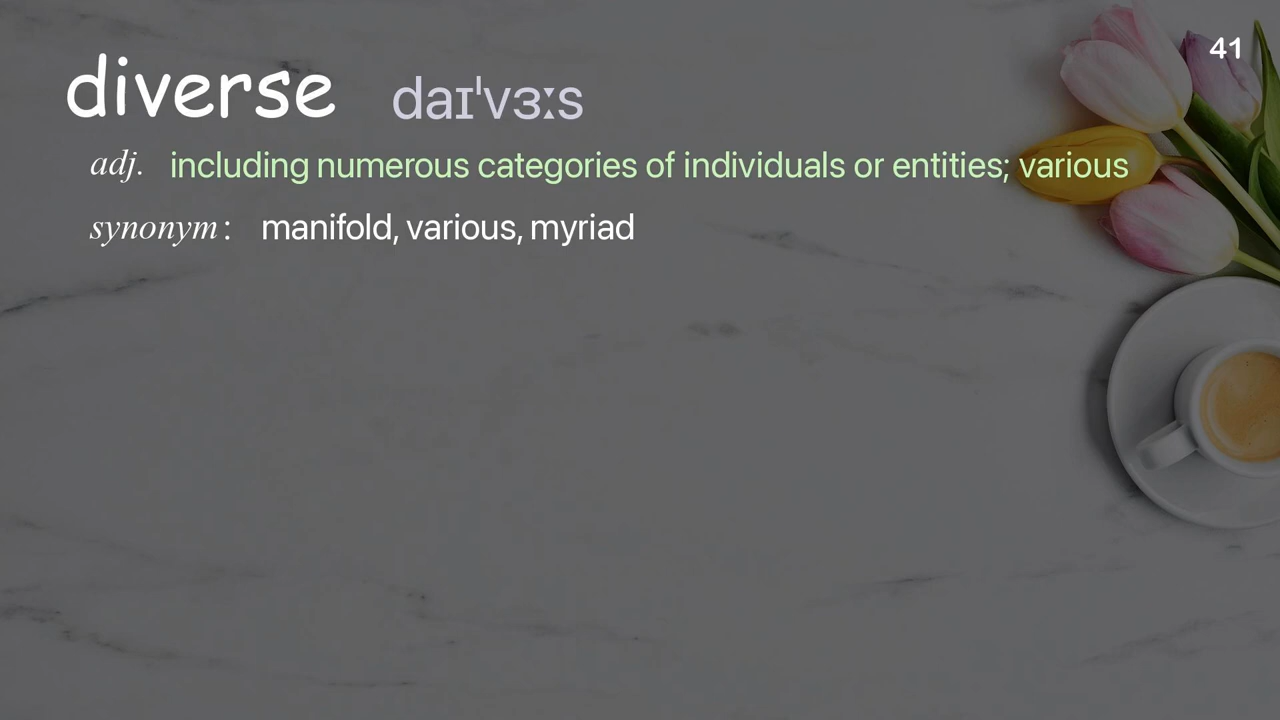 41
diverse daɪˈvɜːs
adj. including numerous categories of individuals or entities; various
synonym: manifold, various, myriad